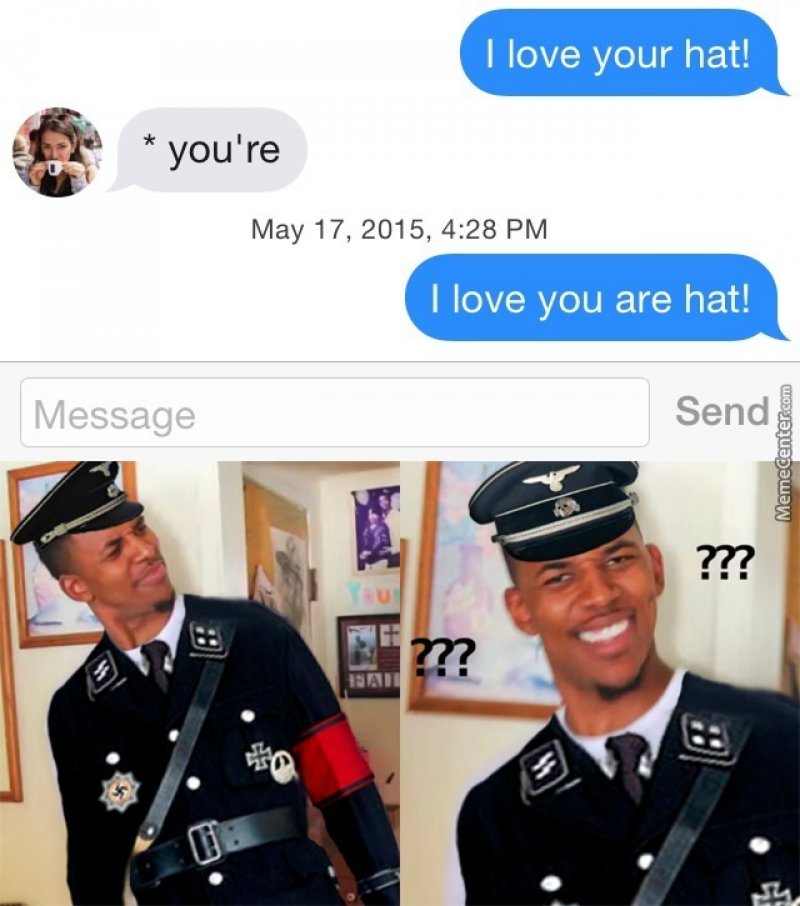 I love your hat!
* you're
May 17, 2015, 4:28 PM
I love you are hat!
Message
Send
MemeCenter.com
???
???